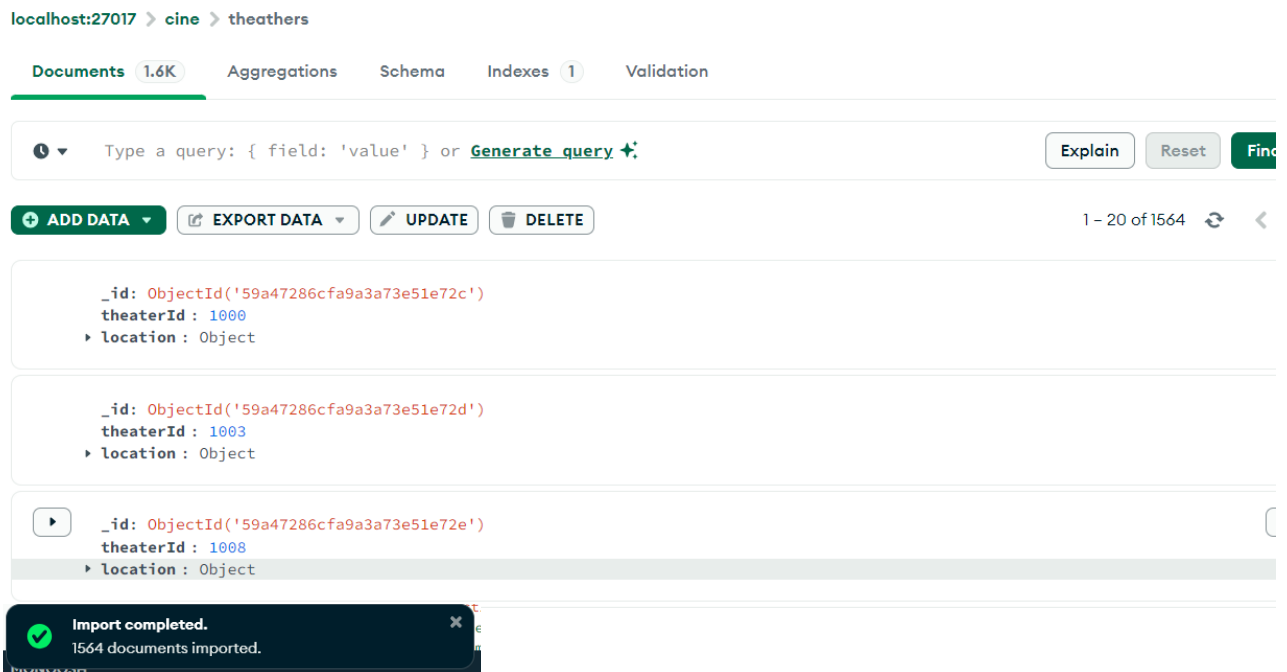 localhost:27017 > cine > theathers
Documents 1.6K Aggregations Schema Indexes 1 Validation
Type a query: { field: 'value' } or Generate query
Explain Reset
ADD DATA EXPORT DATA UPDATE DELETE 1 – 20 of 1564
_id: ObjectId('59a47286cfa9a3a73e51e72c')
theaterId : 1000
location : Object
_id: ObjectId('59a47286cfa9a3a73e51e72d')
theaterId : 1003
location : Object
_id: ObjectId('59a47286cfa9a3a73e51e72e')
theaterId : 1008
location : Object
Import completed.
1564 documents imported.